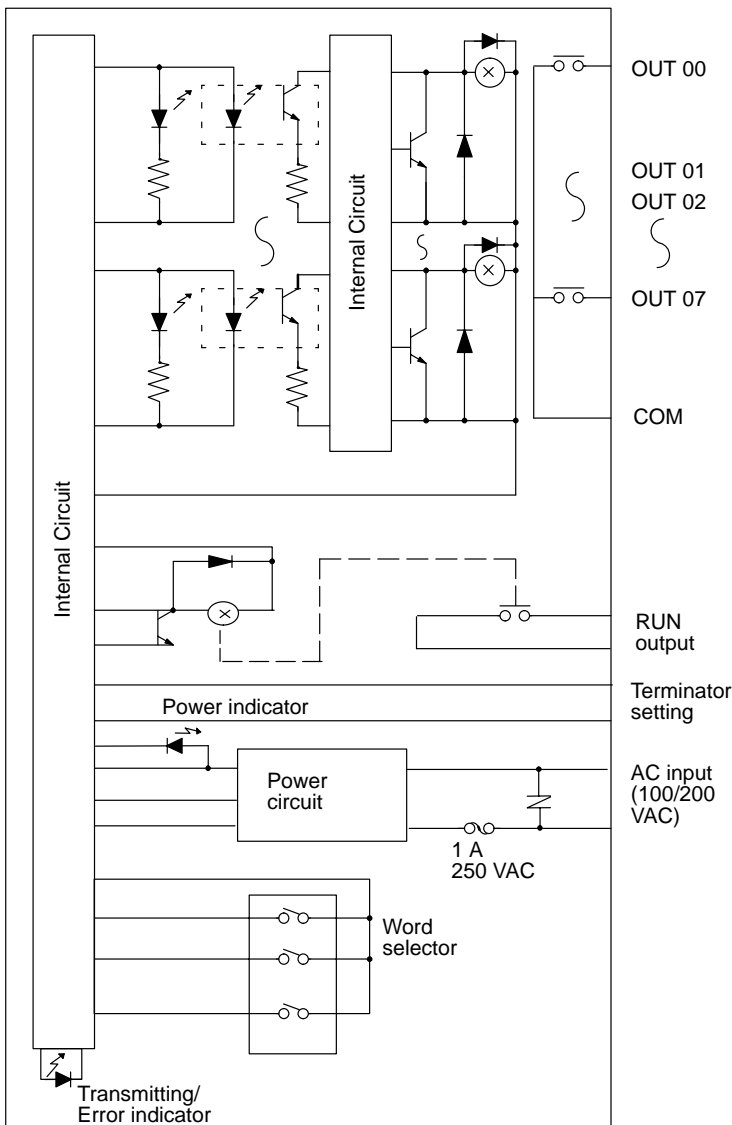 OUT 00
OUT 01
OUT 02
Internal Circuit
OUT 07
COM
Internal Circuit
RUN
output
Terminator
setting
Power indicator
Power
circuit
AC input
(100/200
VAC)
1 A
250 VAC
Word
selector
Transmitting/
Error indicator